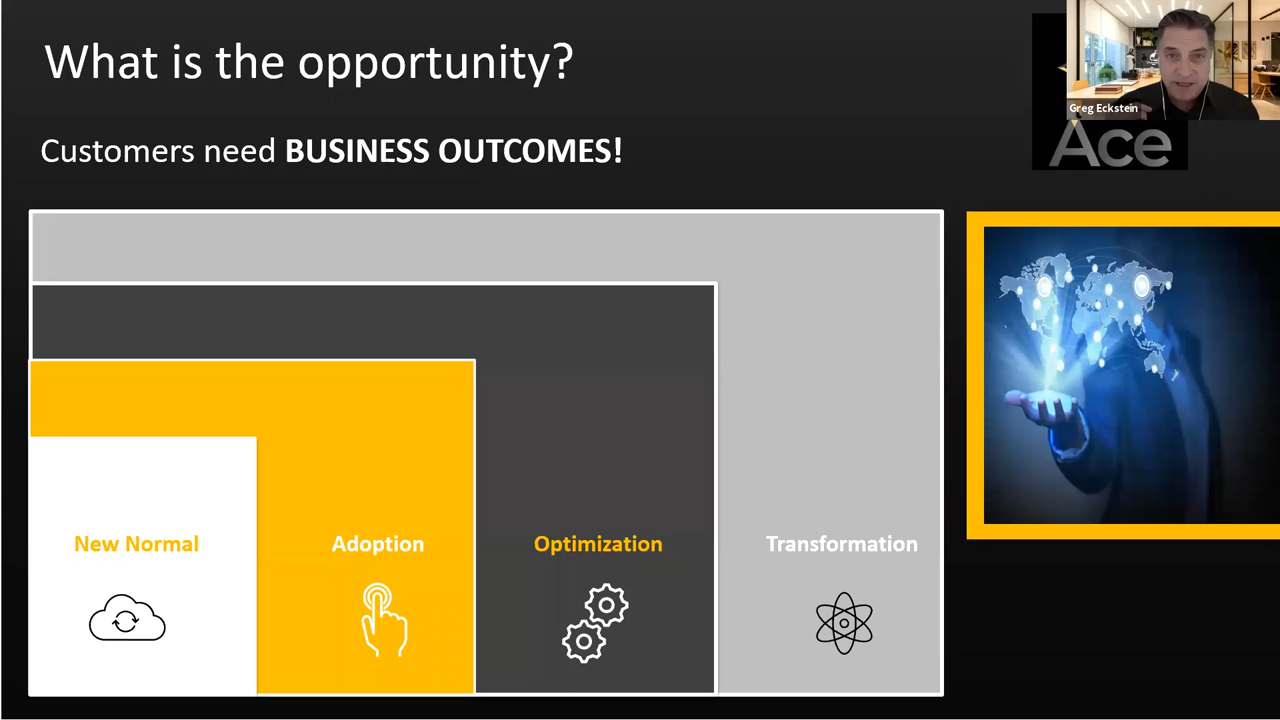 What is the opportunity?
Greg Eckstein
Ace
Customers need BUSINESS OUTCOMES!
New Normal
Adoption
Optimization
Transformation